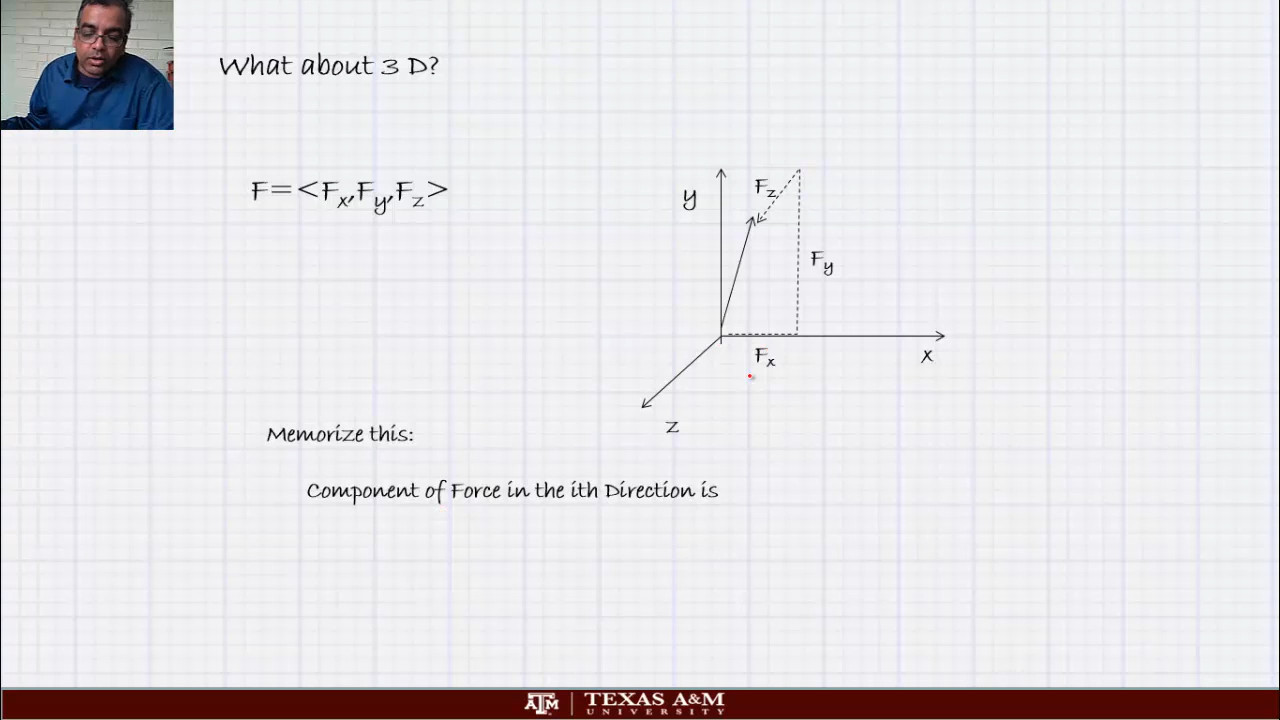 What about 3 D?
F=<Fx,Fy,Fz>
y
Fz
Fy
Fx
x
z
Memorize this:
Component of Force in the ith Direction is
ATM
TEXAS A&M
UNIVERSITY